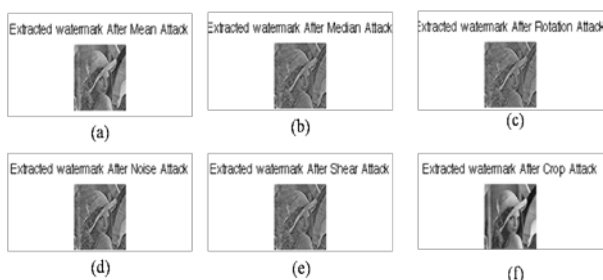 Extracted watermark After Mean Attack
Extracted watermark After Median Attack
Extracted watermark After Rotation Attack
(a)
(b)
(c)
Extracted watermark After Noise Attack
Extracted watermark After Shear Attack
Extracted watermark After Crop Attack
(d)
(e)
(f)